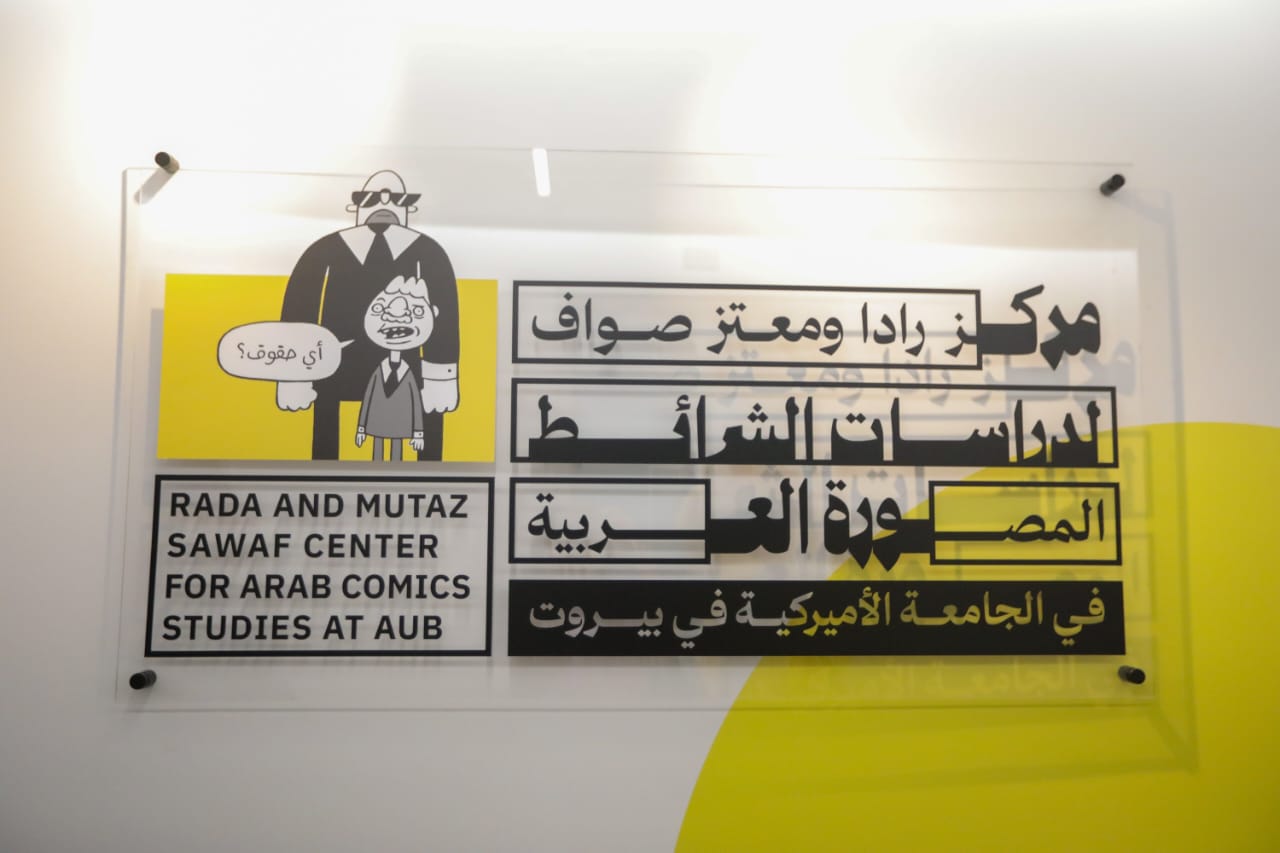 أي حقوق؟
مركز رادا ومعتز صواف
لدراسات الشرائط
المصورة العربية
في الجامعة الأميركية في بيروت
RADA AND MUTAZ
SAWAF CENTER
FOR ARAB COMICS
STUDIES AT AUB